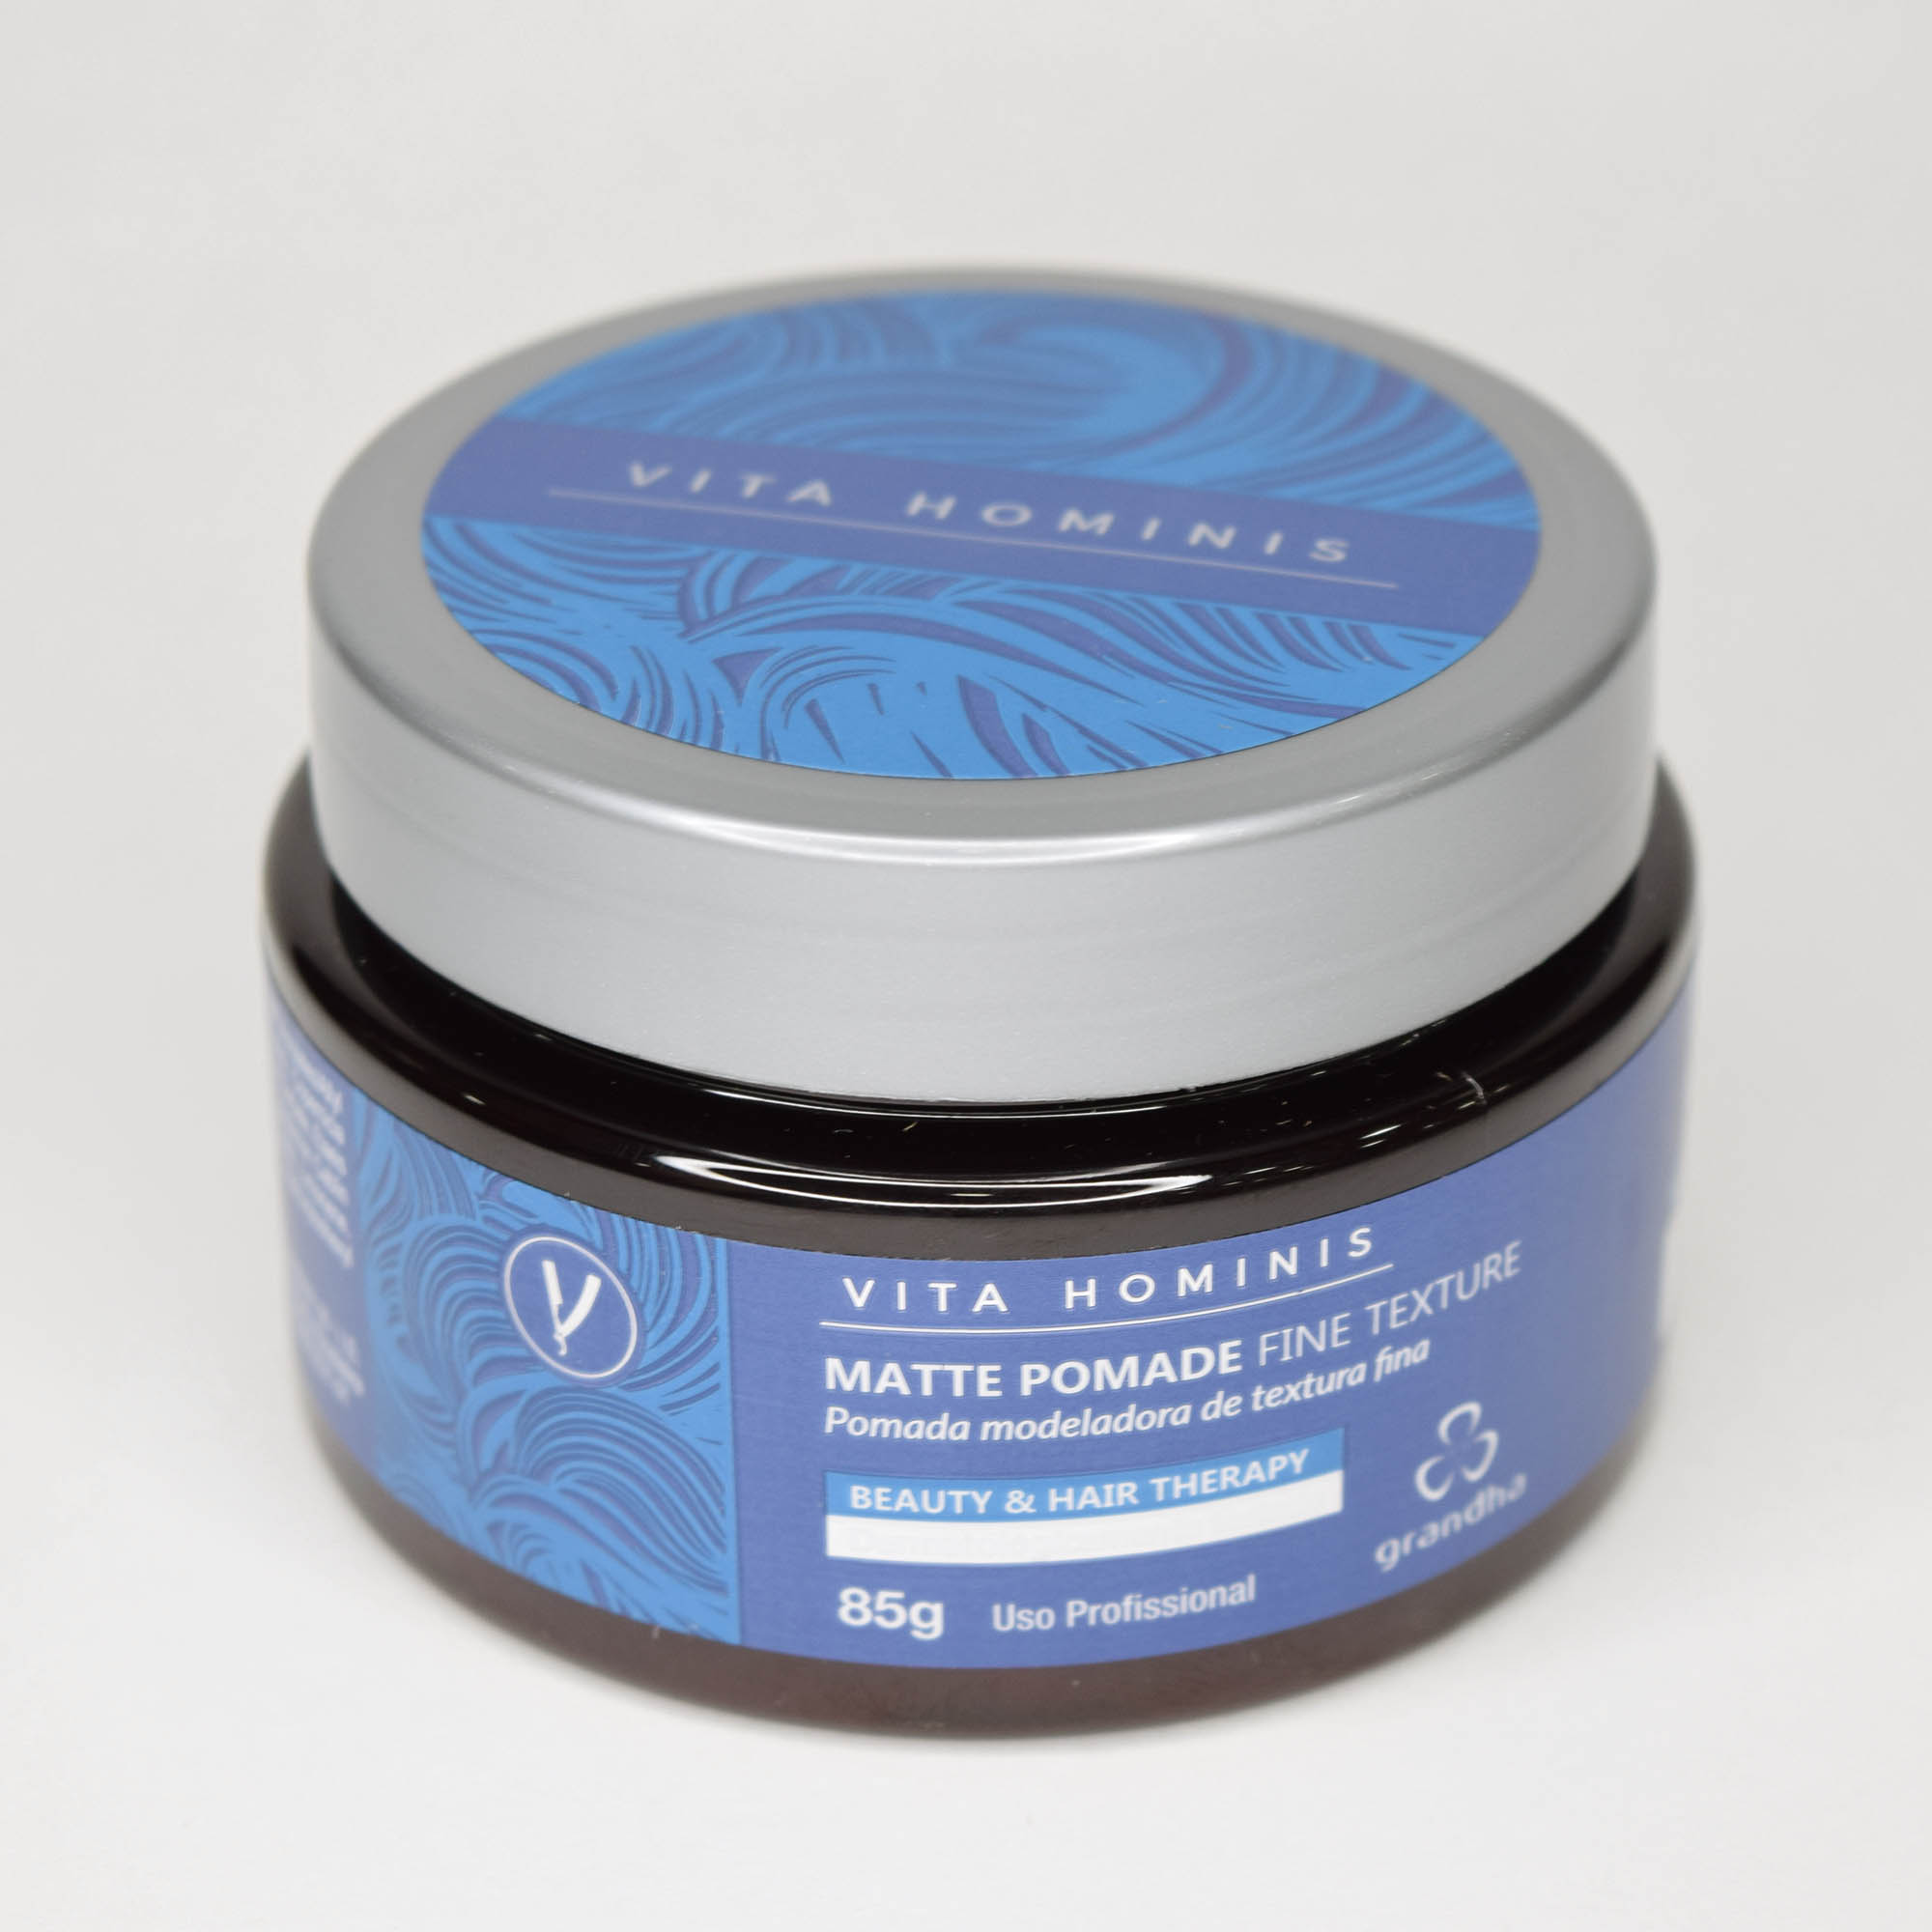 VITA HOMINIS
VITA HOMINIS
MATTE POMADE FINE TEXTURE
Pomada modeladora de textura fina
BEAUTY & HAIR THERAPY
grandha
85g Uso Profissional